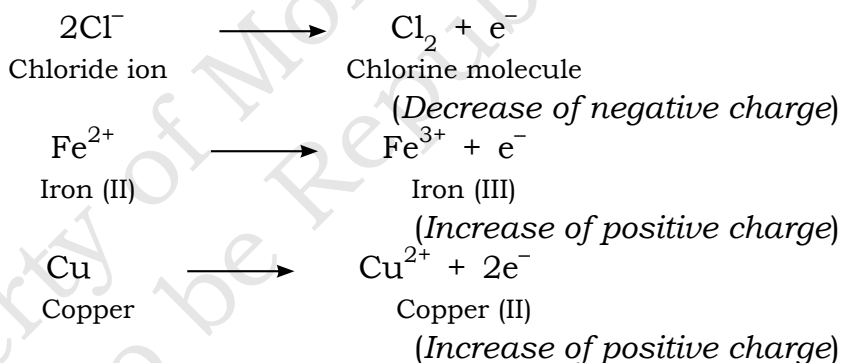 2Cl⁻ ⟶ Cl₂ + e⁻
Chloride ion Chlorine molecule
(Decrease of negative charge)
Fe²⁺ ⟶ Fe³⁺ + e⁻
Iron (II) Iron (III)
(Increase of positive charge)
Cu ⟶ Cu²⁺ + 2e⁻
Copper Copper (II)
(Increase of positive charge)